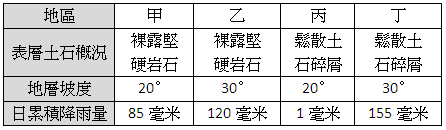 地區 甲 乙 丙 丁
表層土石概況 裸露堅硬岩石 裸露堅硬岩石 鬆散土石碎屑 鬆散土石碎屑
地層坡度 20° 30° 20° 30°
日累積降雨量 85 毫米 120 毫米 1 毫米 155 毫米